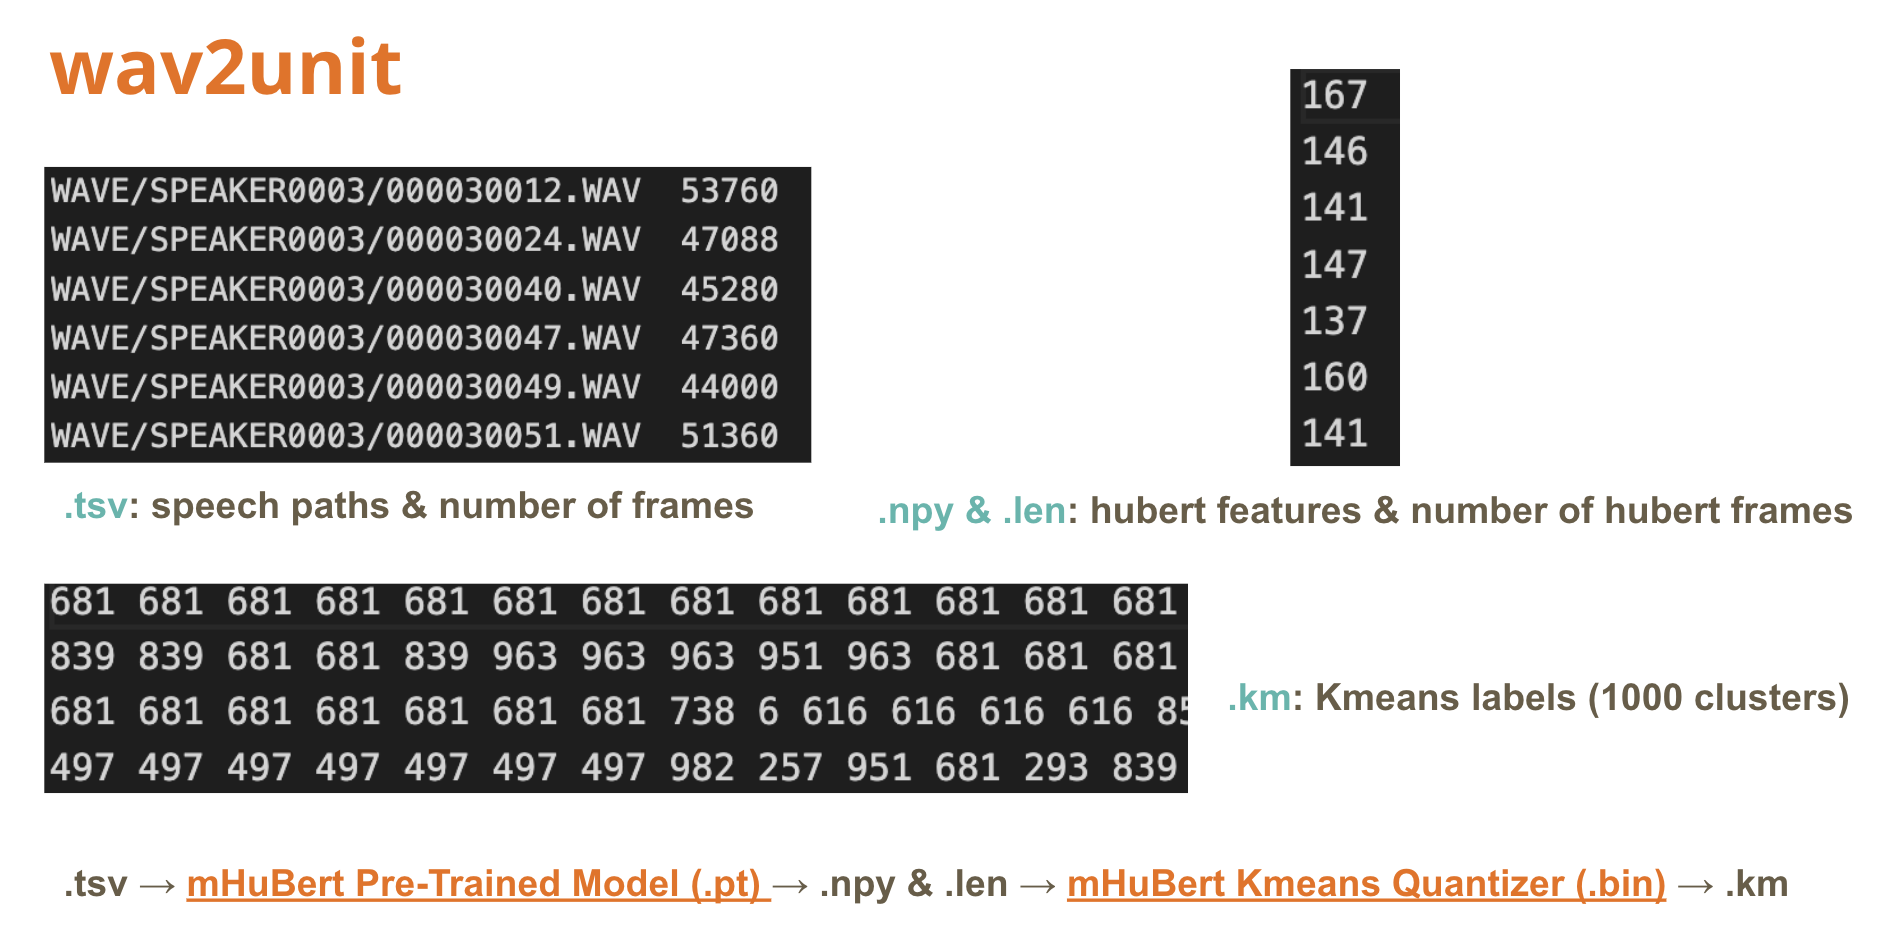 wav2unit
WAVE/SPEAKER0003/000030012.WAV 53760
WAVE/SPEAKER0003/000030024.WAV 47088
WAVE/SPEAKER0003/000030040.WAV 45280
WAVE/SPEAKER0003/000030047.WAV 47360
WAVE/SPEAKER0003/000030049.WAV 44000
WAVE/SPEAKER0003/000030051.WAV 51360
.tsv: speech paths & number of frames
167
146
141
147
137
160
141
.npy & .len: hubert features & number of hubert frames
681 681 681 681 681 681 681 681 681 681 681 681 681
839 839 681 681 839 963 963 963 951 963 681 681 681
681 681 681 681 681 681 681 738 6 616 616 616 616 85
497 497 497 497 497 497 497 982 257 951 681 293 839
.km: Kmeans labels (1000 clusters)
.tsv → mHuBert Pre-Trained Model (.pt) → .npy & .len → mHuBert Kmeans Quantizer (.bin) → .km